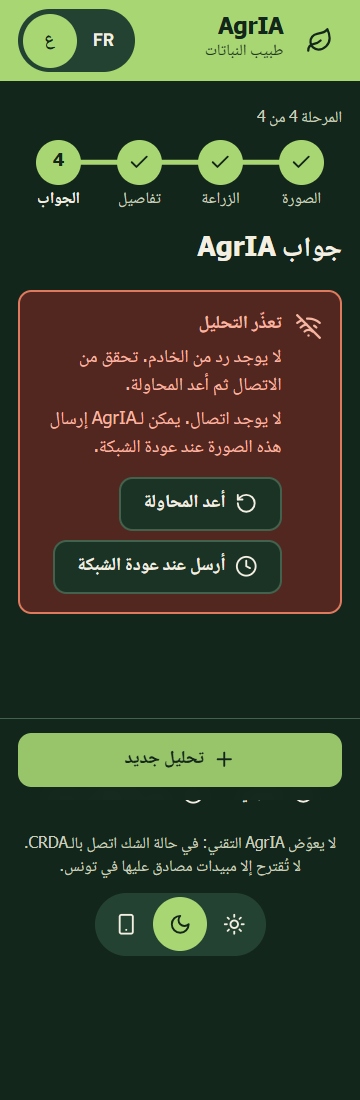 AgrIA
طبيب النباتات
FR
ع
المرحلة 4 من 4
الصورة
الزراعة
تفاصيل
4
الجواب
جواب AgrIA
تعذّر التحليل
لا يوجد رد من الخادم. تحقق من
الاتصال ثم أعد المحاولة.
لا يوجد اتصال. يمكن لـAgrIA إرسال
هذه الصورة عند عودة الشبكة.
أعد المحاولة
أرسل عند عودة الشبكة
تحليل جديد
لا يعوّض AgrIA التقني: في حالة الشك اتصل بالـCRDA.
لا تُقترح إلا مبيدات مصادق عليها في تونس.